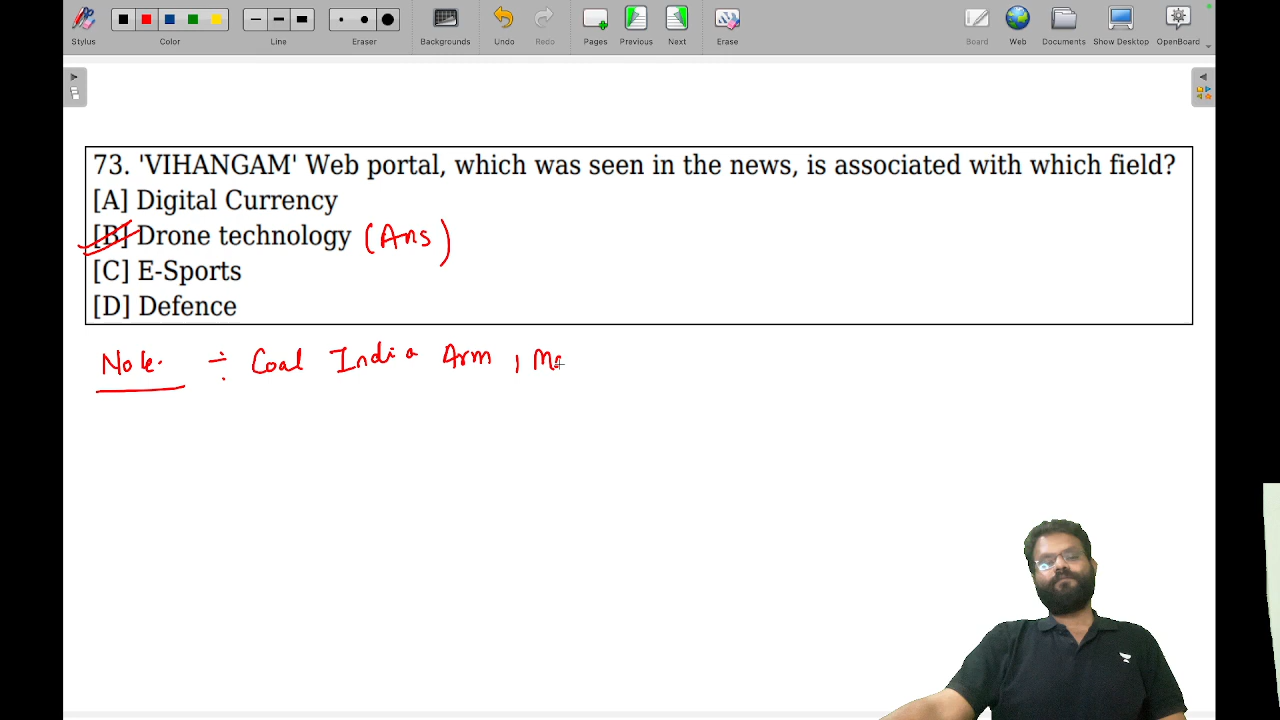 Stylus
Color
Line
Eraser
Backgrounds
Undo
Redo
Pages
Previous
Next
Erase
Board
Web
Documents
Show Desktop
OpenBoard
73. 'VIHANGAM' Web portal, which was seen in the news, is associated with which field?
[A] Digital Currency
[B] Drone technology (Ans)
[C] E-Sports
[D] Defence
Note :- Coal India Arm ,